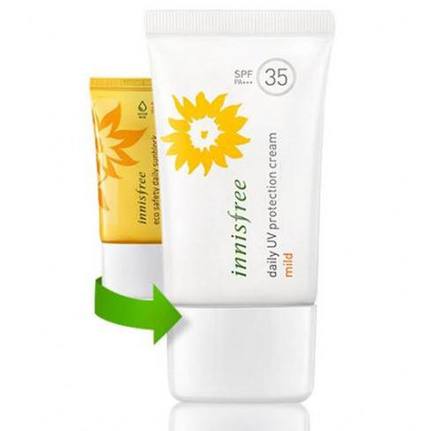 SPF
PA+++
35
innisfree
daily UV protection cream
mild
innisfree
eco safety daily sunblock